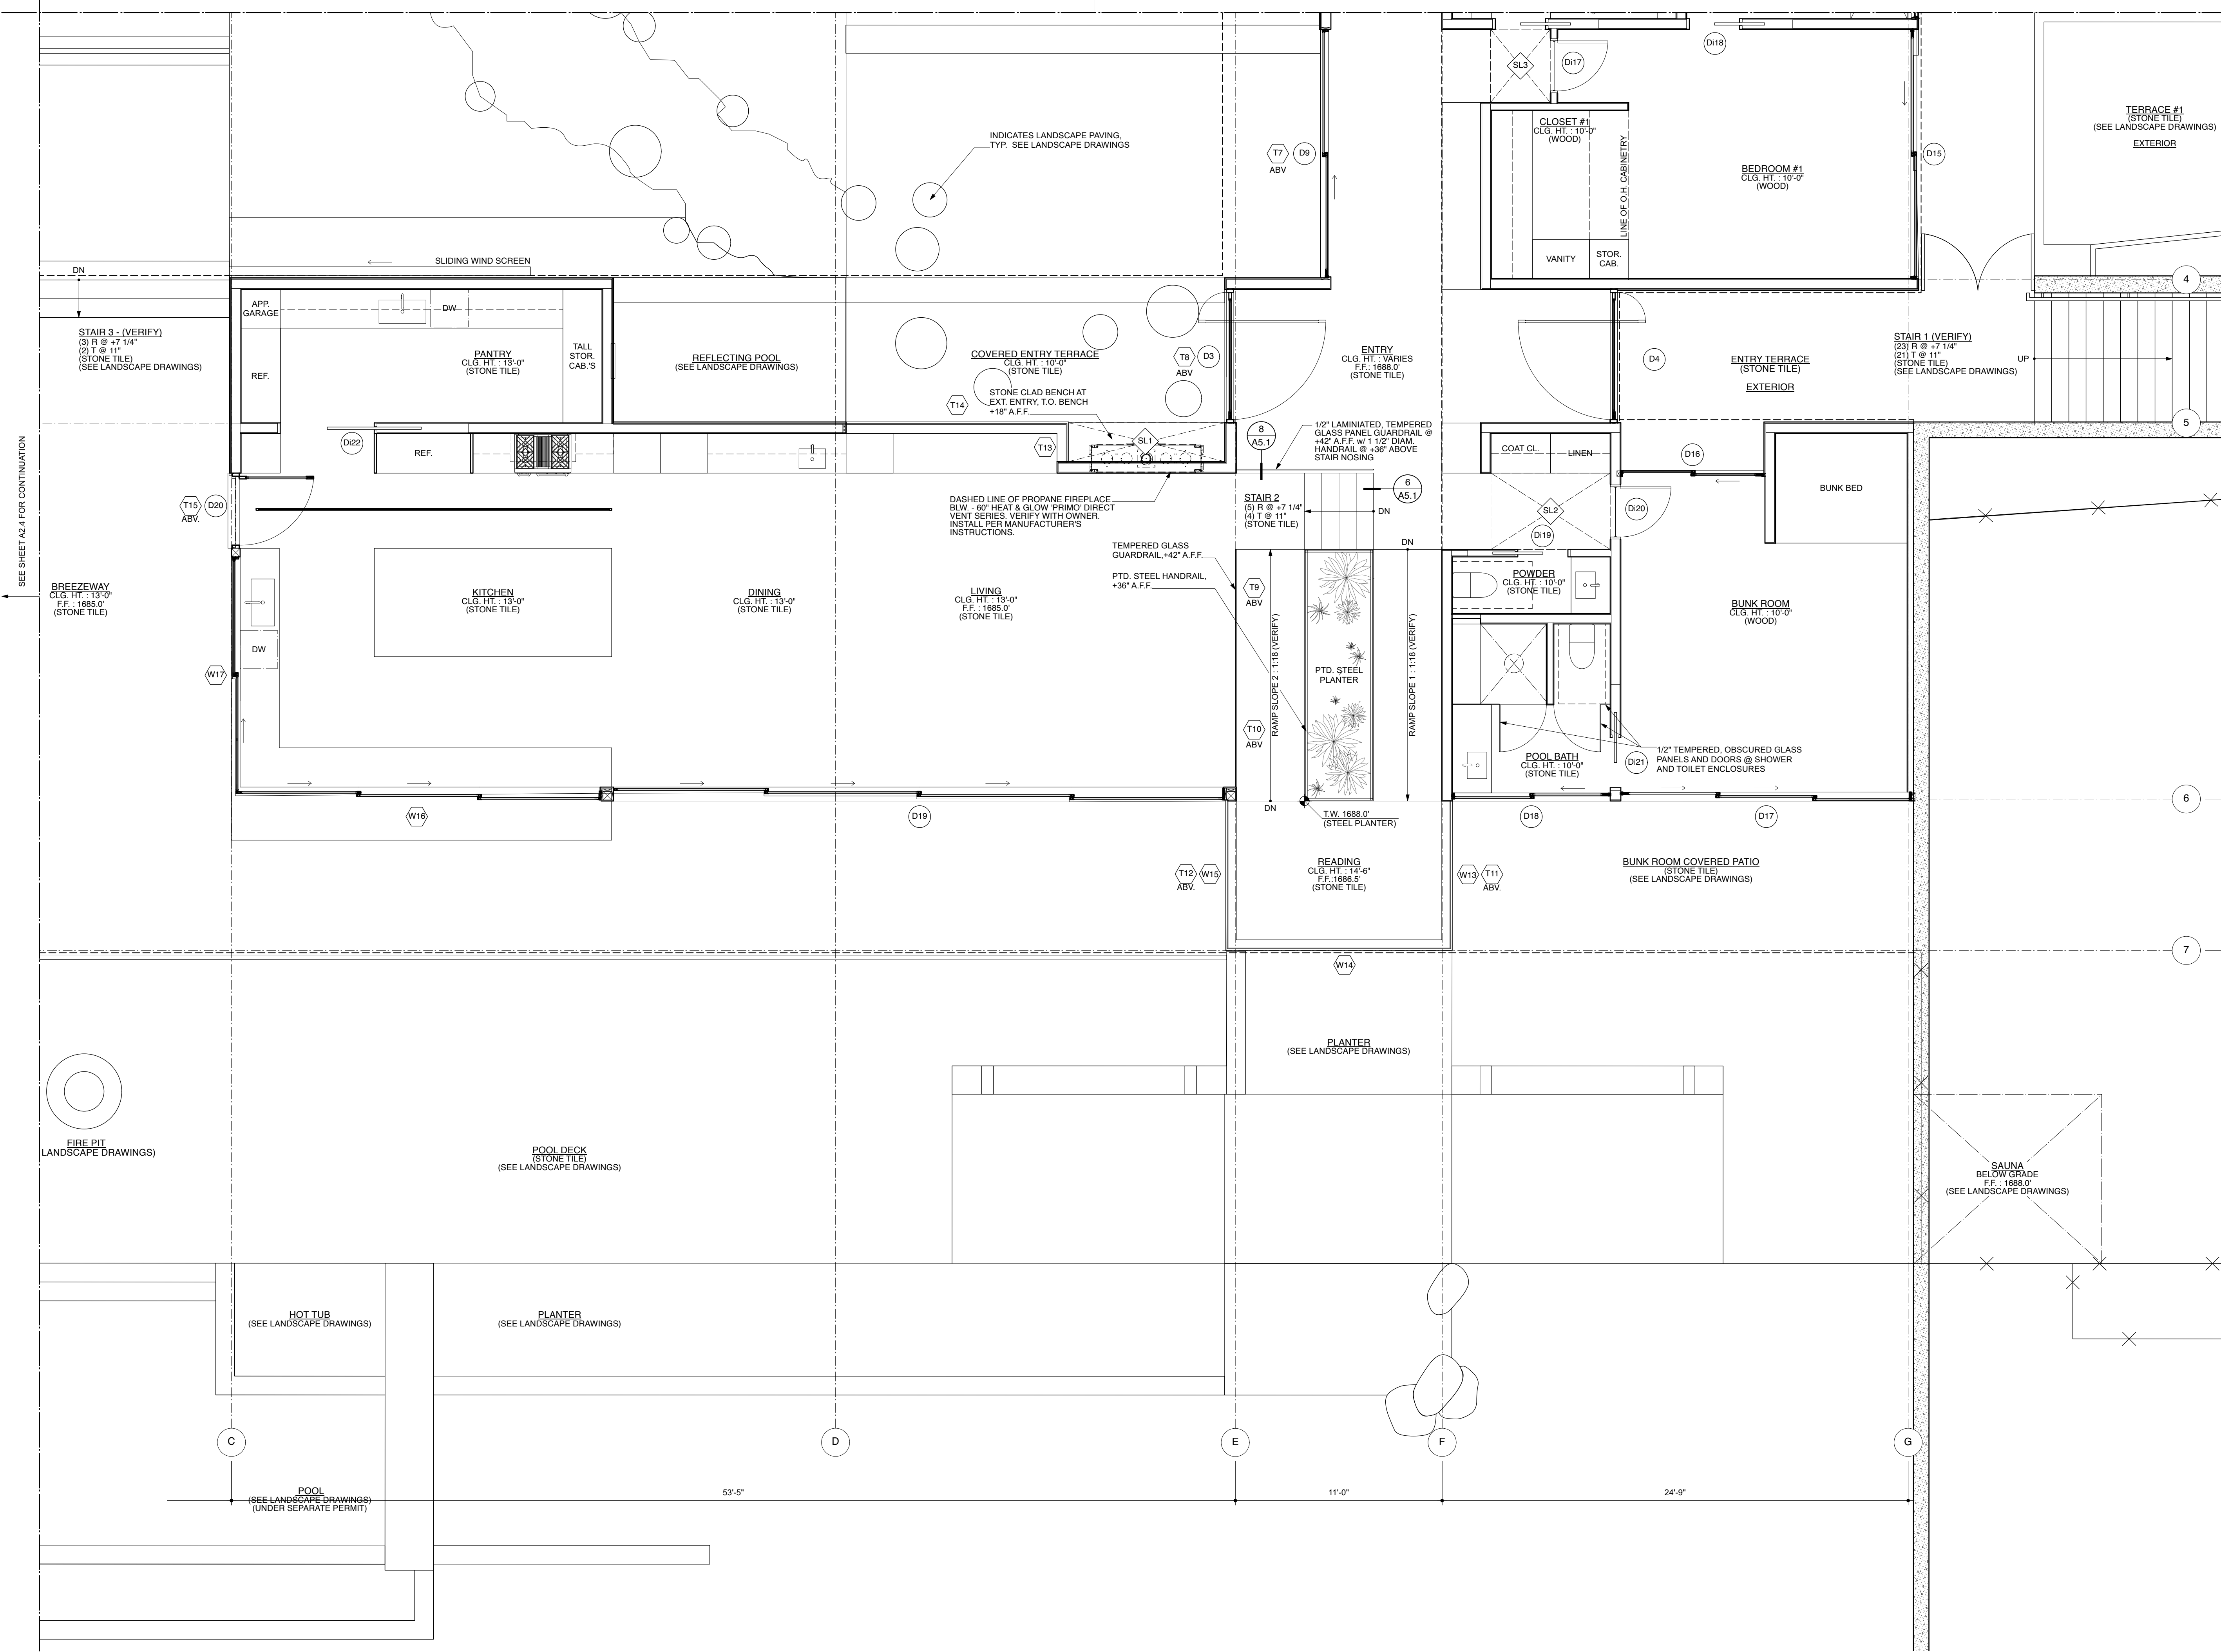 Di18
SL3
Di17
CLOSET #1
CLG. HT. : 10'-0"
(WOOD)
LINE OF O.H. CABINETRY
VANITY
STOR.
CAB.
BEDROOM #1
CLG. HT. : 10'-0"
(WOOD)
D15
TERRACE #1
(STONE TILE)
(SEE LANDSCAPE DRAWINGS)
EXTERIOR
INDICATES LANDSCAPE PAVING,
TYP.  SEE LANDSCAPE DRAWINGS
T7
ABV
D9
SLIDING WIND SCREEN
DN
4
STAIR 3 - (VERIFY)
(3) R @ +7 1/4"
(2) T @ 11"
(STONE TILE)
(SEE LANDSCAPE DRAWINGS)
APP.
GARAGE
REF.
DW
PANTRY
CLG. HT. : 13'-0"
(STONE TILE)
TALL
STOR.
CAB.'S
REFLECTING POOL
(SEE LANDSCAPE DRAWINGS)
COVERED ENTRY TERRACE
CLG. HT. : 10'-0"
(STONE TILE)
STONE CLAD BENCH AT
EXT. ENTRY, T.O. BENCH
+18" A.F.F.
T14
T8
ABV
D3
ENTRY
CLG. HT. : VARIES
F.F.: 1688.0'
(STONE TILE)
D4
ENTRY TERRACE
(STONE TILE)
EXTERIOR
STAIR 1 (VERIFY)
(23) R @ +7 1/4"
(21) T @ 11"
(STONE TILE)
(SEE LANDSCAPE DRAWINGS)
UP
5
Di22
REF.
T13
SL1
8
A5.1
1/2" LAMINATED, TEMPERED
GLASS PANEL GUARDRAIL @
+42" A.F.F. w/ 1 1/2" DIAM.
HANDRAIL @ +36" ABOVE
STAIR NOSING
6
A5.1
COAT CL.
LINEN
D16
BUNK BED
SEE SHEET A2.4 FOR CONTINUATION
T15
ABV.
D20
DASHED LINE OF PROPANE FIREPLACE
BLW. - 60" HEAT & GLOW 'PRIMO' DIRECT
VENT SERIES. VERIFY WITH OWNER.
INSTALL PER MANUFACTURER'S
INSTRUCTIONS.
STAIR 2
(5) R @ +7 1/4"
(4) T @ 11"
(STONE TILE)
DN
SL2
Di20
Di19
DN
TEMPERED GLASS
GUARDRAIL,+42" A.F.F.
PTD. STEEL HANDRAIL,
+36" A.F.F.
BREEZEWAY
CLG. HT. : 13'-0"
F.F. : 1685.0'
(STONE TILE)
KITCHEN
CLG. HT. : 13'-0"
(STONE TILE)
DINING
CLG. HT. : 13'-0"
(STONE TILE)
LIVING
CLG. HT. : 13'-0"
F.F. : 1685.0'
(STONE TILE)
T9
ABV
RAMP SLOPE 2 : 1:18 (VERIFY)
PTD. STEEL
PLANTER
RAMP SLOPE 1 : 1:18 (VERIFY)
POWDER
CLG. HT. : 10'-0"
(STONE TILE)
BUNK ROOM
CLG. HT. : 10'-0"
(WOOD)
DW
W17
T10
ABV
POOL BATH
CLG. HT. : 10'-0"
(STONE TILE)
Di21
1/2" TEMPERED, OBSCURED GLASS
PANELS AND DOORS @ SHOWER
AND TOILET ENCLOSURES
W16
D19
DN
T.W. 1688.0'
(STEEL PLANTER)
D18
D17
6
T12
ABV.
W15
READING
CLG. HT. : 14'-6"
F.F.:1686.5'
(STONE TILE)
W13
T11
ABV.
BUNK ROOM COVERED PATIO
(STONE TILE)
(SEE LANDSCAPE DRAWINGS)
7
W14
PLANTER
(SEE LANDSCAPE DRAWINGS)
FIRE PIT
LANDSCAPE DRAWINGS)
POOL DECK
(STONE TILE)
(SEE LANDSCAPE DRAWINGS)
SAUNA
BELOW GRADE
F.F. : 1688.0'
(SEE LANDSCAPE DRAWINGS)
HOT TUB
(SEE LANDSCAPE DRAWINGS)
PLANTER
(SEE LANDSCAPE DRAWINGS)
C
D
E
F
G
POOL
(SEE LANDSCAPE DRAWINGS)
(UNDER SEPARATE PERMIT)
53'-5"
11'-0"
24'-9"